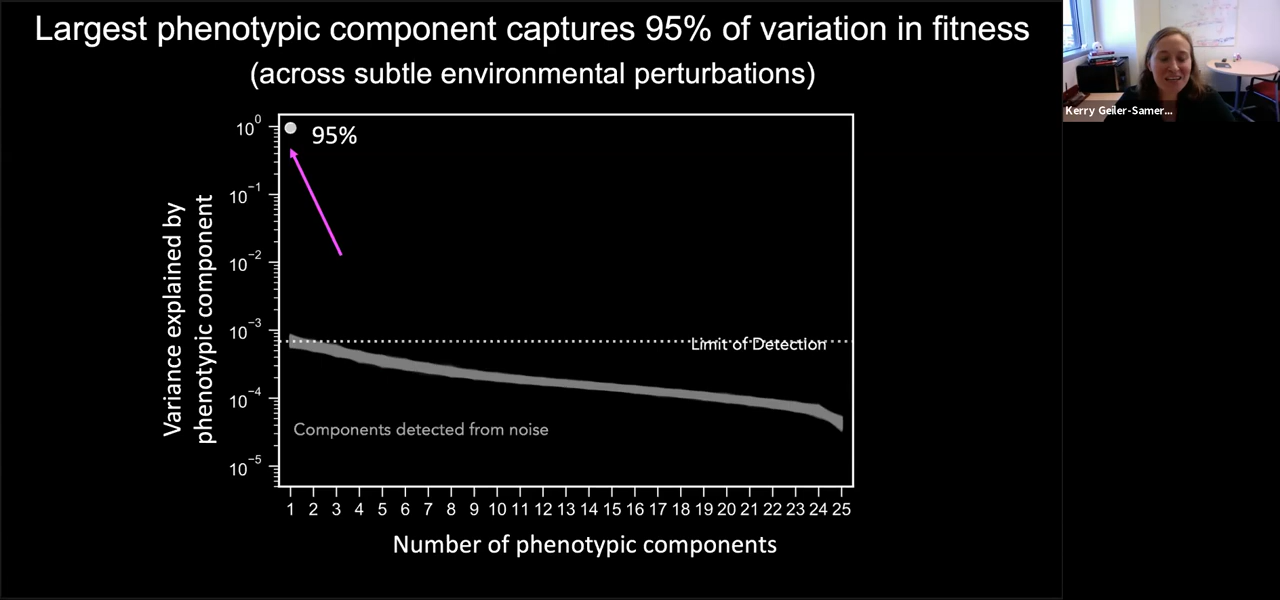 Largest phenotypic component captures 95% of variation in fitness
(across subtle environmental perturbations)
Kerry Geiler-Samer...
10^0
95%
10^-1
10^-2
10^-3
10^-4
10^-5
Variance explained by
phenotypic component
Limit of Detection
Components detected from noise
1 2 3 4 5 6 7 8 9 10 11 12 13 14 15 16 17 18 19 20 21 22 23 24 25
Number of phenotypic components